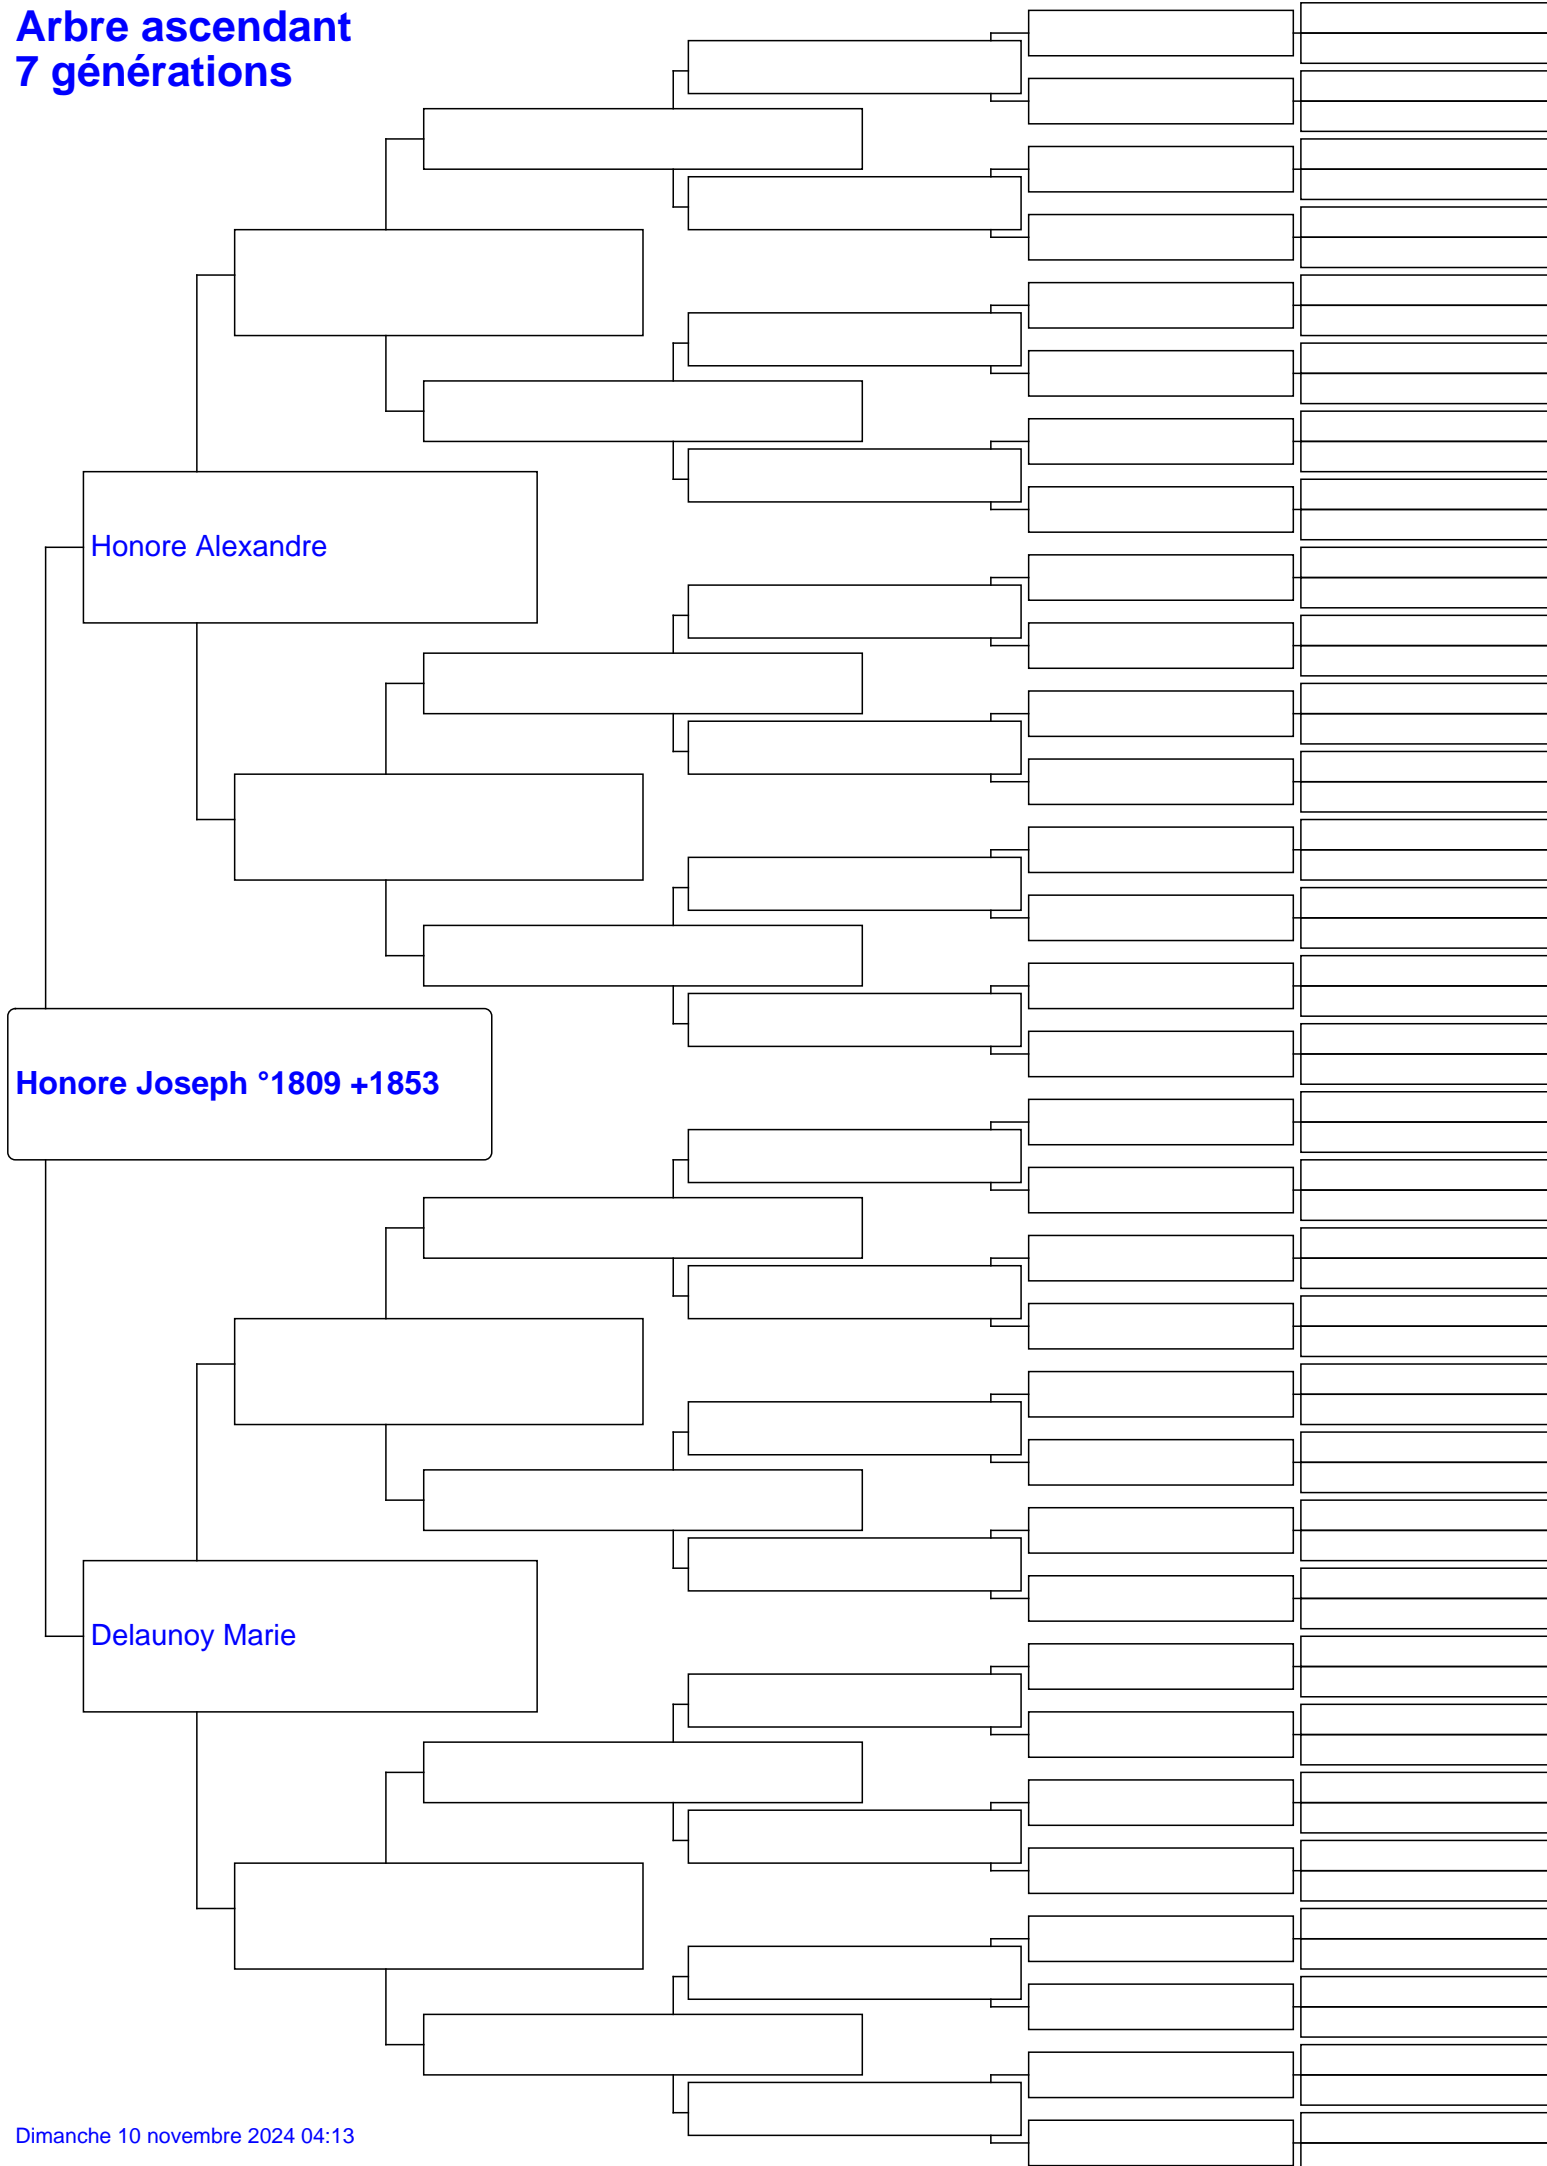 Arbre ascendant
7 générations
Honore Alexandre
Honore Joseph °1809 +1853
Delaunoy Marie
Dimanche 10 novembre 2024 04:13